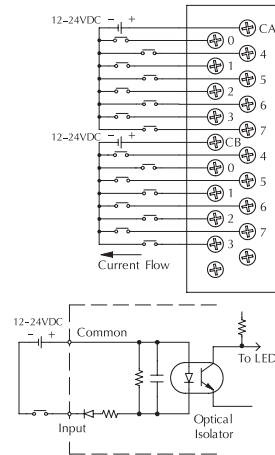 12–24VDC − +
CA
0
4
1
5
2
6
3
7
12–24VDC − +
CB
4
0
5
1
6
2
7
3
Current Flow
12–24VDC
− +
Common
To LED
Input
Optical
Isolator